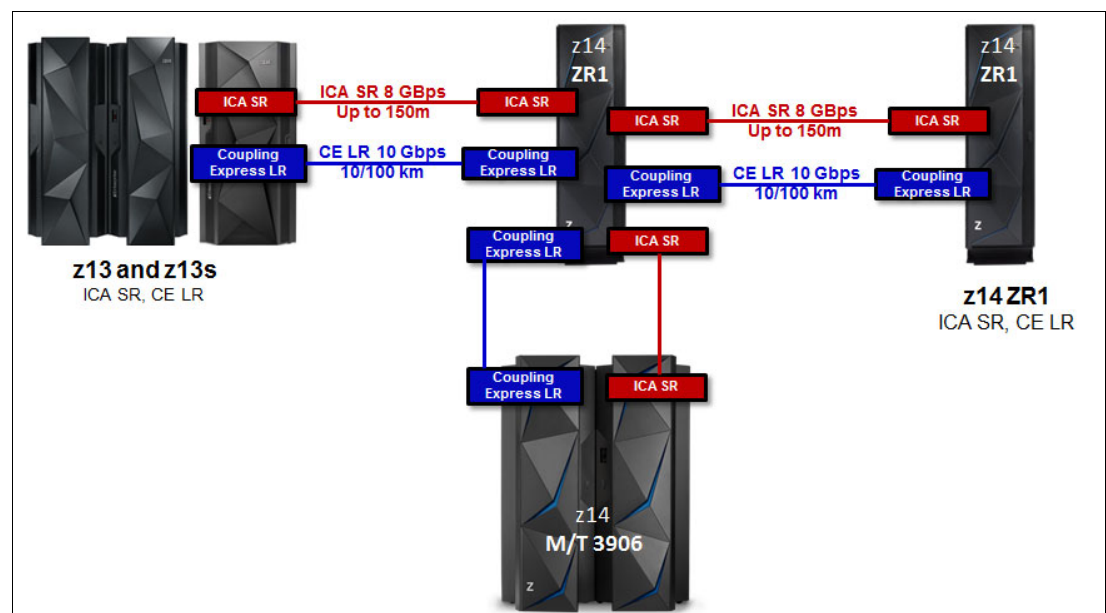 z14
ZR1
z14
ZR1
ICA SR
ICA SR 8 GBps
Up to 150m
ICA SR
ICA SR
ICA SR 8 GBps
Up to 150m
ICA SR
Coupling
Express LR
CE LR 10 Gbps
10/100 km
Coupling
Express LR
Coupling
Express LR
CE LR 10 Gbps
10/100 km
Coupling
Express LR
z
z
Coupling
Express LR
ICA SR
z13 and z13s
ICA SR, CE LR
z14 ZR1
ICA SR, CE LR
Coupling
Express LR
ICA SR
z14
M/T 3906
z